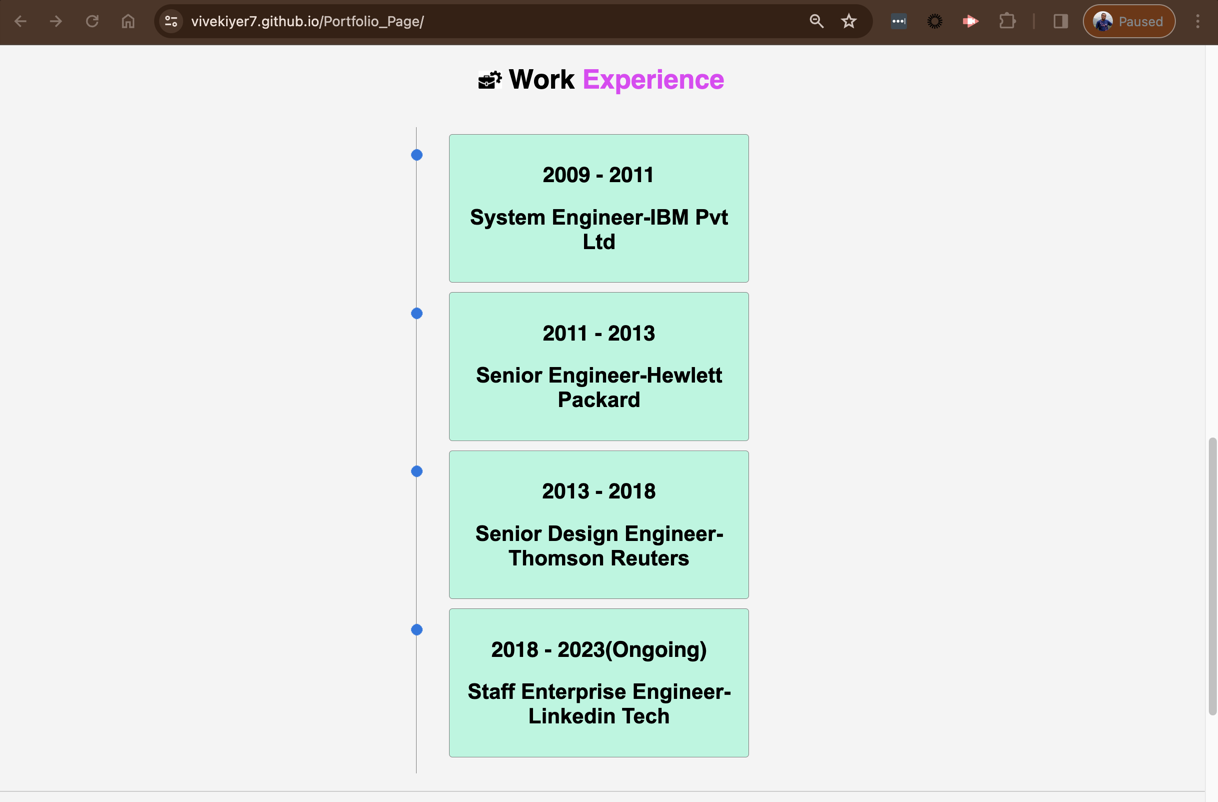 vivekiyer7.github.io/Portfolio_Page/
Paused
Work Experience
2009 - 2011
System Engineer-IBM Pvt
Ltd
2011 - 2013
Senior Engineer-Hewlett
Packard
2013 - 2018
Senior Design Engineer-
Thomson Reuters
2018 - 2023(Ongoing)
Staff Enterprise Engineer-
Linkedin Tech